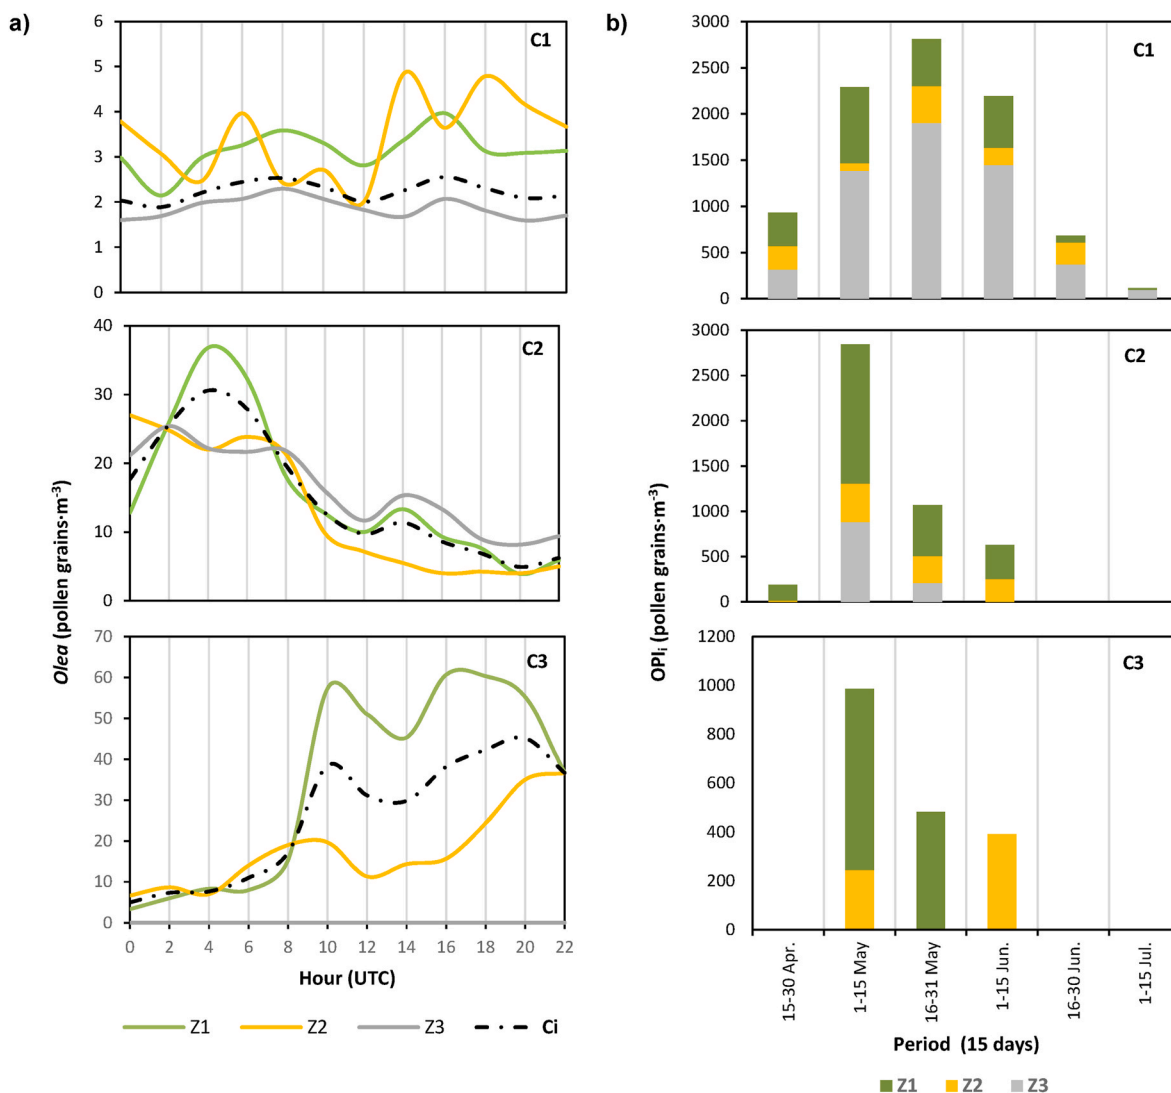 a)
C1
6
5
4
3
2
1
0
C2
40
30
20
10
0
C3
70
60
50
40
30
20
10
0
0 2 4 6 8 10 12 14 16 18 20 22
Olea (pollen grains·m⁻³)
Hour (UTC)
Z1 Z2 Z3 Ci
b)
C1
3000
2500
2000
1500
1000
500
0
C2
3000
2500
2000
1500
1000
500
0
C3
1200
1000
800
600
400
200
0
OPIᵢ (pollen grains·m⁻³)
15-30 Apr.
1-15 May
16-31 May
1-15 Jun.
16-30 Jun.
1-15 Jul.
Period (15 days)
Z1 Z2 Z3